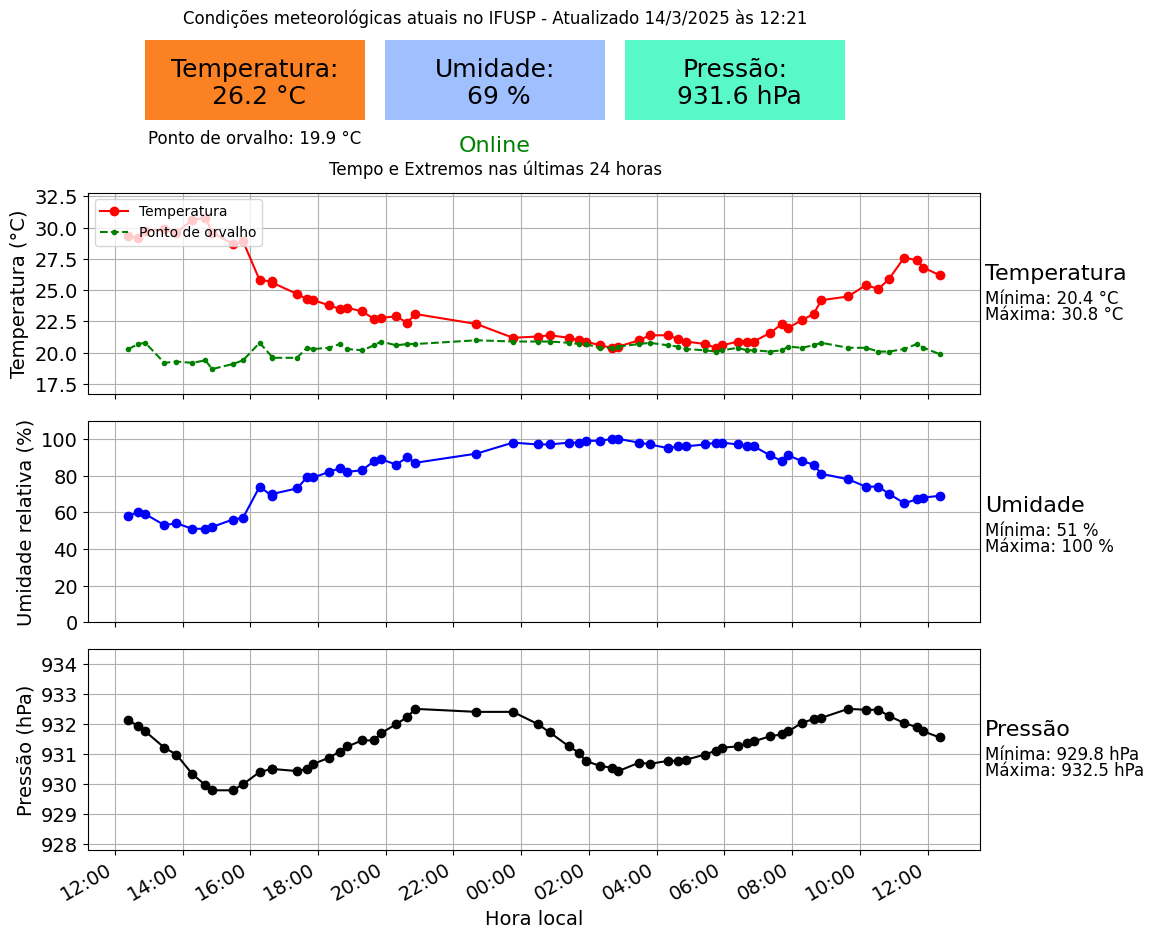 Condições meteorológicas atuais no IFUSP - Atualizado 14/3/2025 às 12:21
Temperatura:
26.2 °C
Umidade:
69 %
Pressão:
931.6 hPa
Ponto de orvalho: 19.9 °C
Online
Tempo e Extremos nas últimas 24 horas
Temperatura (°C)
32.5
30.0
27.5
25.0
22.5
20.0
17.5
Temperatura
Ponto de orvalho
Temperatura
Mínima: 20.4 °C
Máxima: 30.8 °C
Umidade relativa (%)
100
80
60
40
20
0
Umidade
Mínima: 51 %
Máxima: 100 %
Pressão (hPa)
934
933
932
931
930
929
928
Pressão
Mínima: 929.8 hPa
Máxima: 932.5 hPa
12:00 14:00 16:00 18:00 20:00 22:00 00:00 02:00 04:00 06:00 08:00 10:00 12:00
Hora local